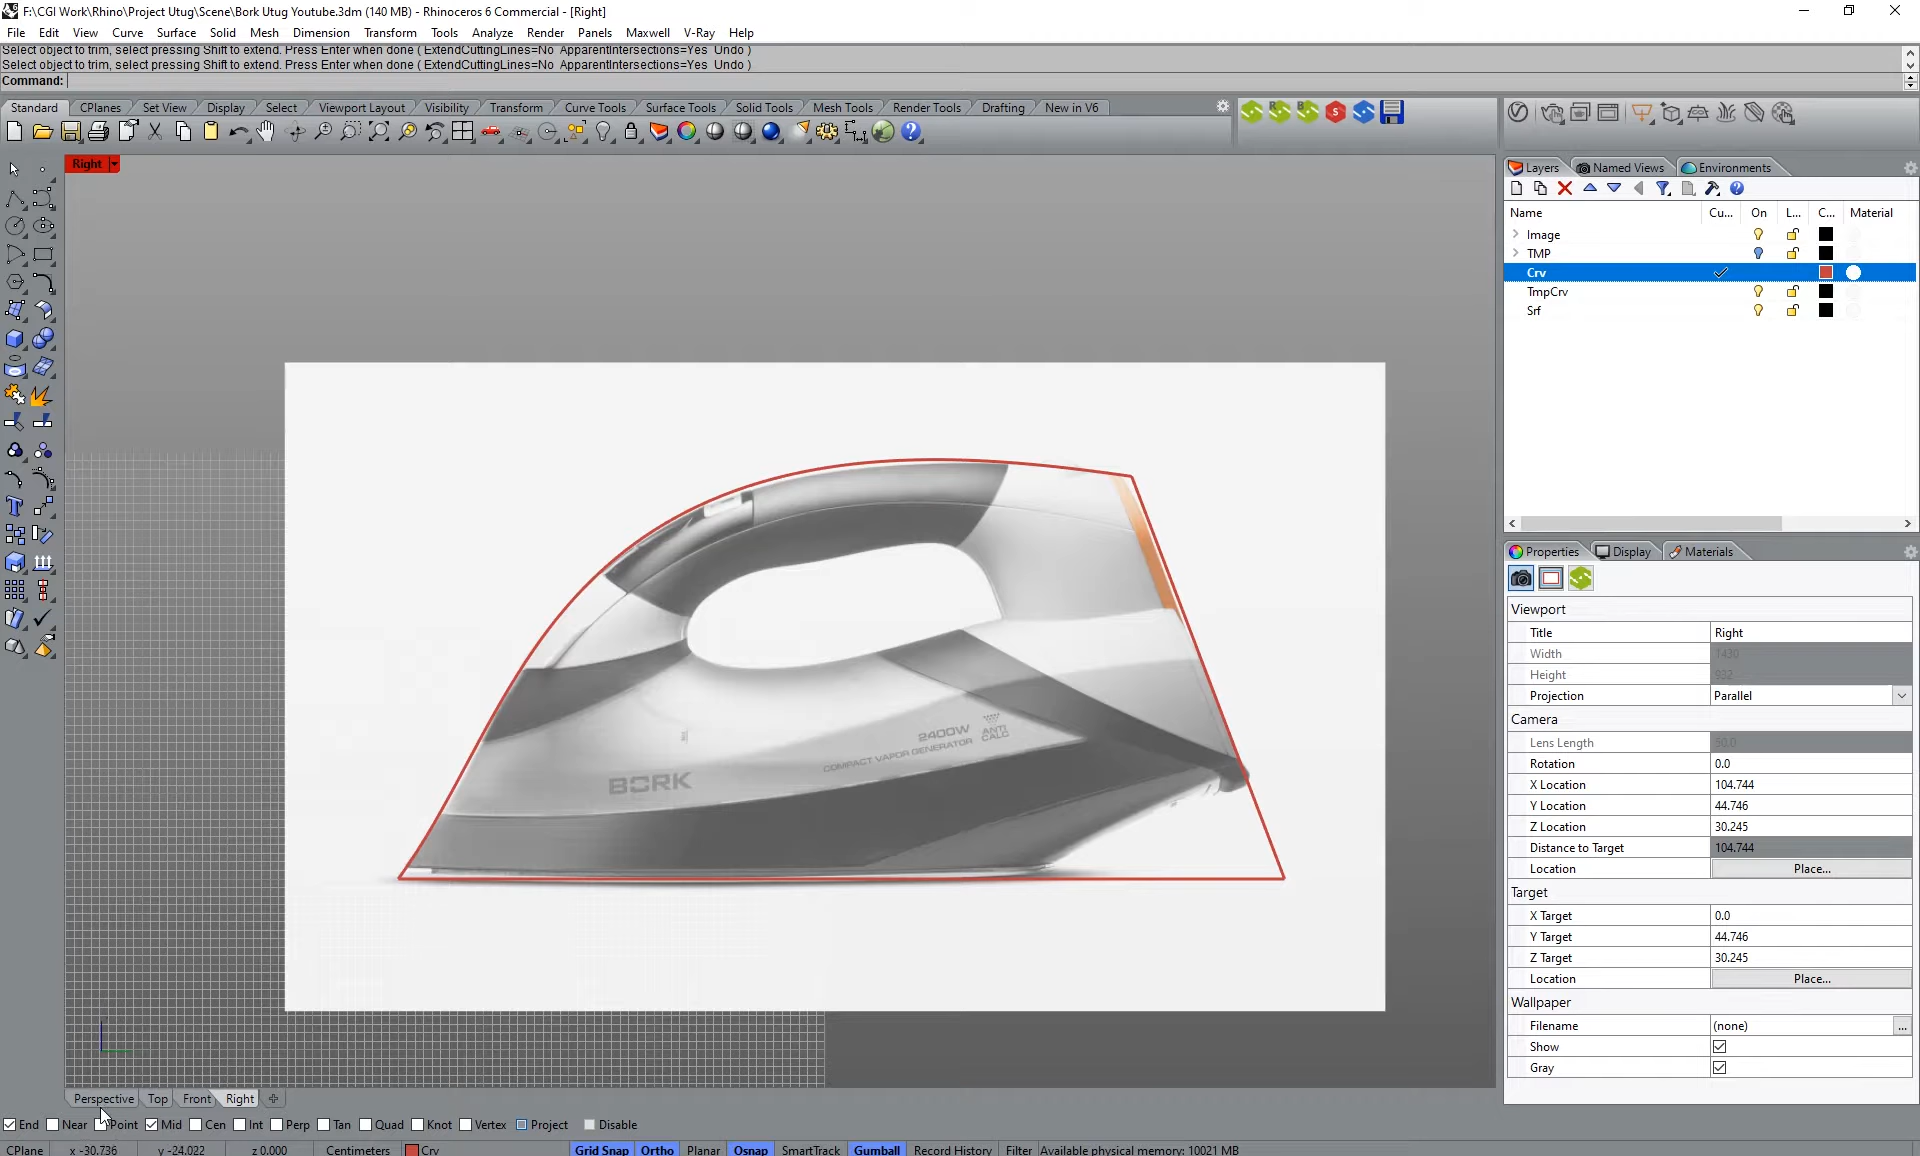 F:\CGI Work\Rhino\Project Utug\Scene\Bork Utug Youtube.3dm (140 MB) - Rhinoceros 6 Commercial - [Right]
File Edit View Curve Surface Solid Mesh Dimension Transform Tools Analyze Render Panels Maxwell V-Ray Help
Select object to trim, select pressing Shift to extend. Press Enter when done ( ExtendCuttingLines=No ApparentIntersections=Yes Undo )
Select object to trim, select pressing Shift to extend. Press Enter when done ( ExtendCuttingLines=No ApparentIntersections=Yes Undo )
Command:
Standard CPlanes Set View Display Select Viewport Layout Visibility Transform Curve Tools Surface Tools Solid Tools Mesh Tools Render Tools Drafting New in V6
Right
Layers Named Views Environments
Name Cu... On L... C... Material
Image
TMP
Crv
TmpCrv
Srf
2400W ANTI CALC
COMPACT VAPOR GENERATOR
BORK
Properties Display Materials
Viewport
Title Right
Width 1430
Height 932
Projection Parallel
Camera
Lens Length 50.0
Rotation 0.0
X Location 104.744
Y Location 44.746
Z Location 30.245
Distance to Target 104.744
Location Place...
Target
X Target 0.0
Y Target 44.746
Z Target 30.245
Location Place...
Wallpaper
Filename (none) ...
Show
Gray
Perspective Top Front Right
End Near Point Mid Cen Int Perp Tan Quad Knot Vertex Project Disable
CPlane x -30.736 y -24.022 z 0.000 Centimeters Crv Grid Snap Ortho Planar Osnap SmartTrack Gumball Record History Filter Available physical memory: 10021 MB